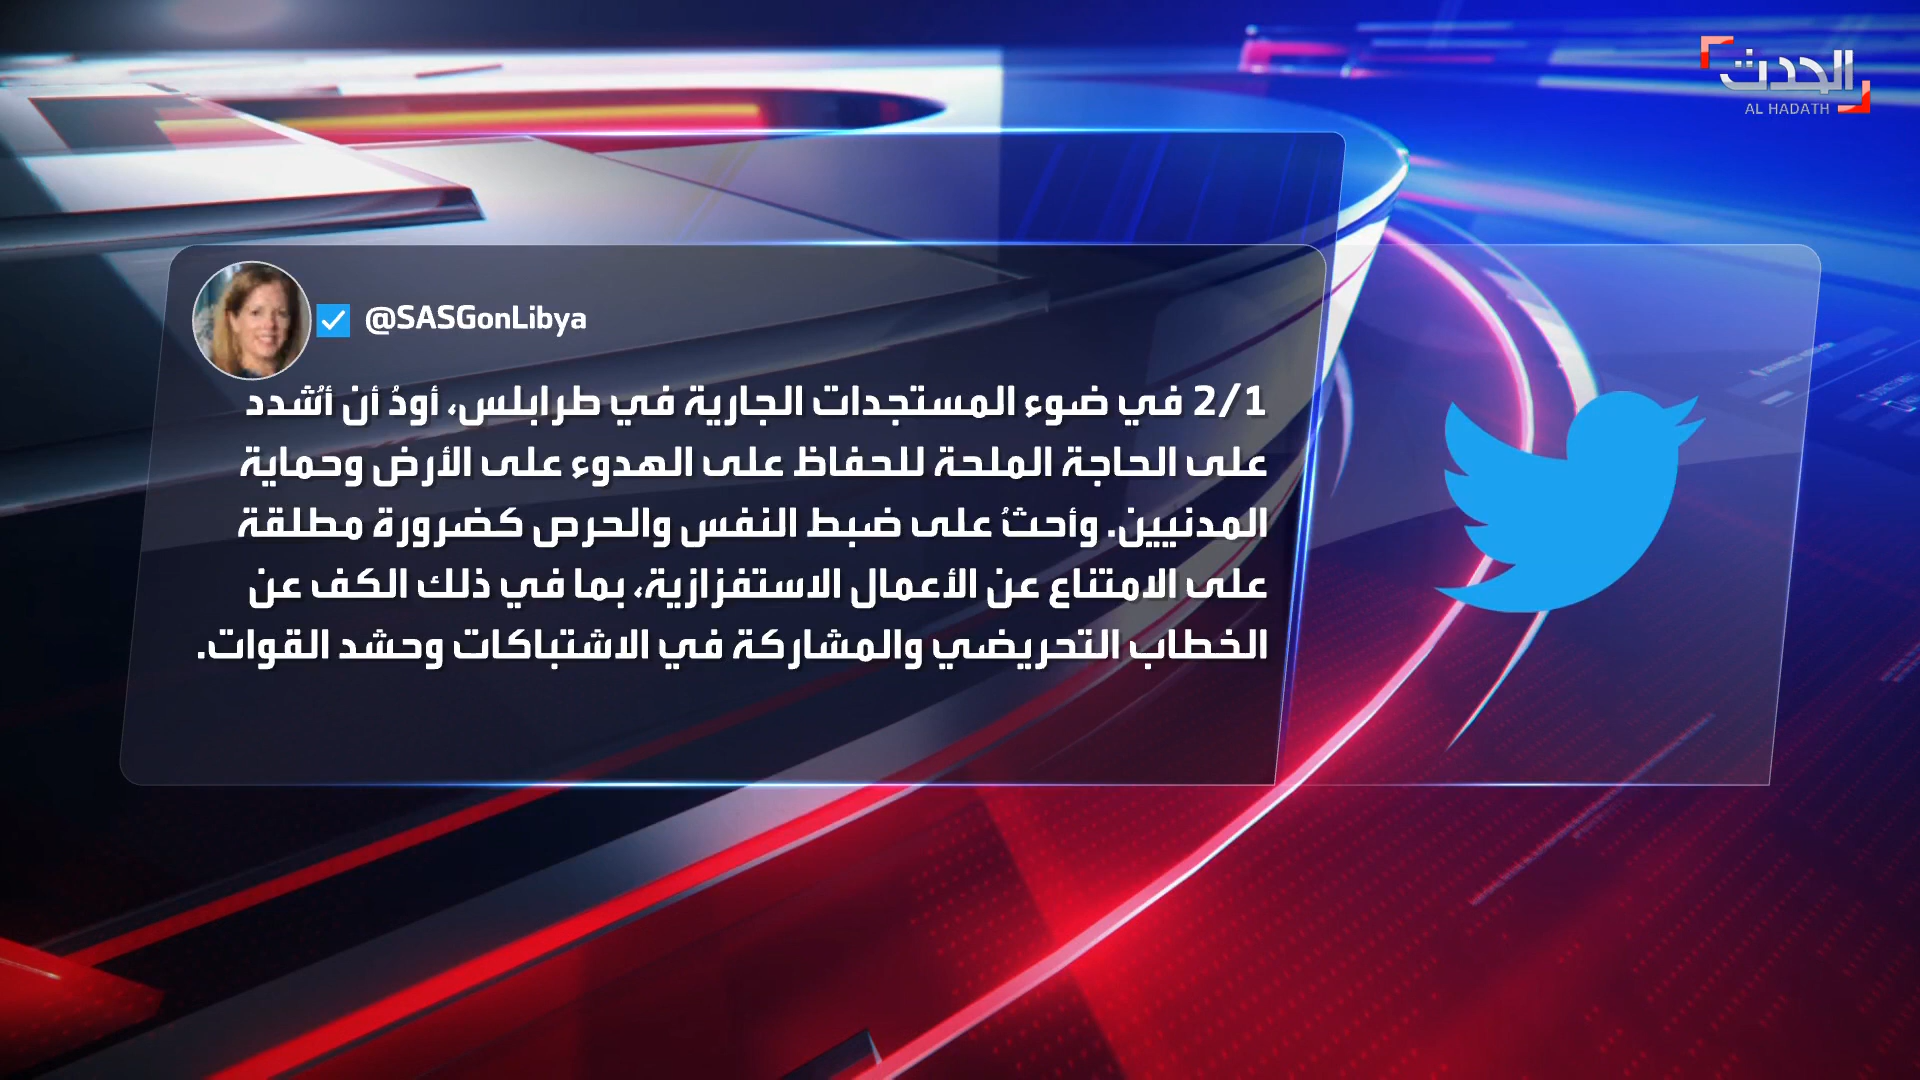 الحدث
AL HADATH
@SASGonLibya
2/1 في ضوء المستجدات الجارية في طرابلس، أودُ أن أشدد
على الحاجة الملحة للحفاظ على الهدوء على الأرض وحماية
المدنيين. وأحثُ على ضبط النفس والحرص كضرورة مطلقة
على الامتناع عن الأعمال الاستفزازية، بما في ذلك الكف عن
الخطاب التحريضي والمشاركة في الاشتباكات وحشد القوات.